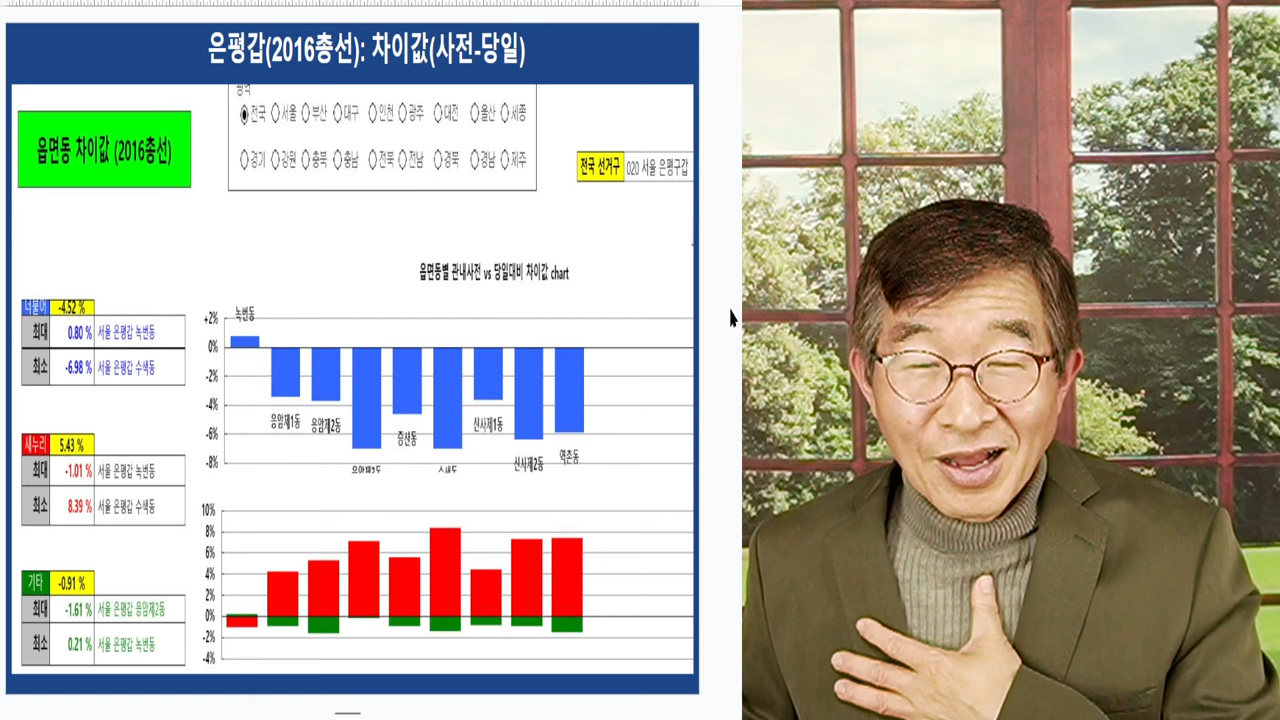 은평갑(2016총선): 차이값(사전-당일)
전국 서울 부산 대구 인천 광주 대전 울산 세종
읍면동 차이값 (2016총선)
경기 강원 충북 충남 전북 전남 경북 경남 제주
전국 선거구 020 서울 은평구갑
읍면동별 관내사전 vs 당일대비 차이값 chart
더불어 -4.52 %
최대 0.80 % 서울 은평갑 녹번동
최소 -6.98 % 서울 은평갑 수색동
새누리 5.43 %
최대 -1.01 % 서울 은평갑 녹번동
최소 8.39 % 서울 은평갑 수색동
기타 -0.91 %
최대 -1.61 % 서울 은평갑 응암제2동
최소 0.21 % 서울 은평갑 녹번동
녹번동
+2%
0%
-2%
-4%
응암제1동 응암제2동 증산동 신사제1동
-6%
신사제2동 역촌동
-8%
10%
8%
6%
4%
2%
0%
-2%
-4%